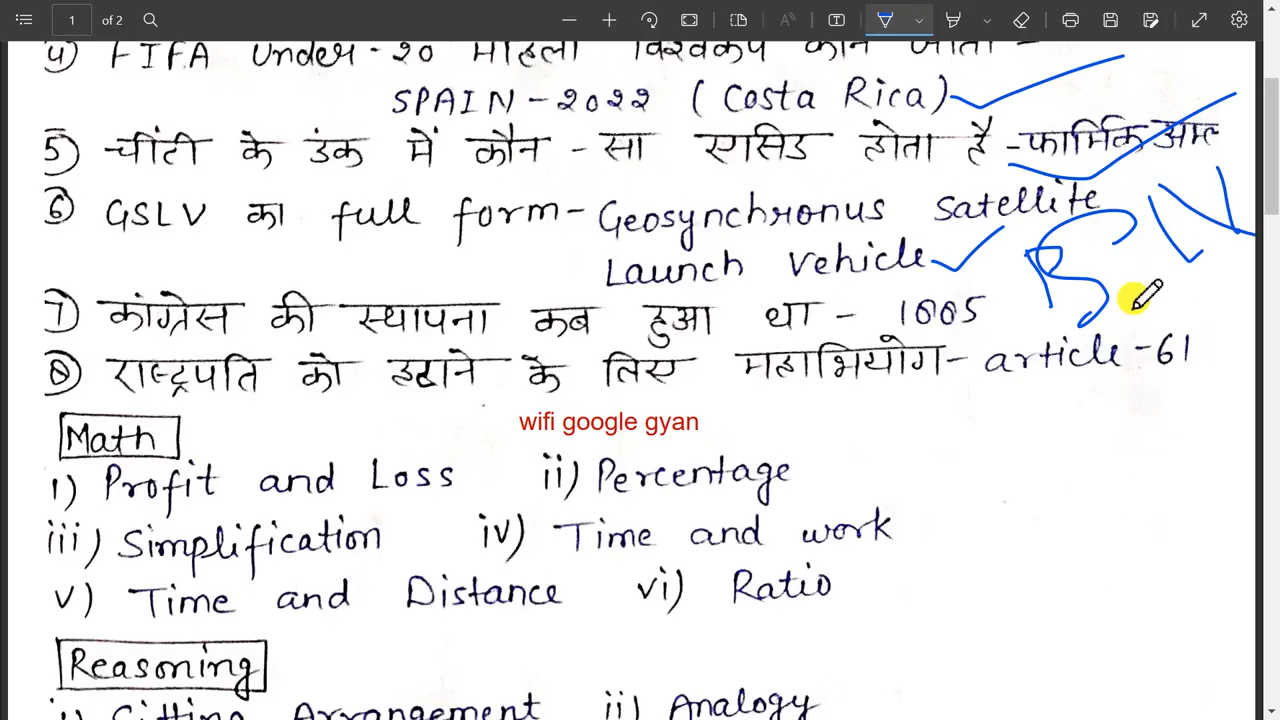 1 of 2
4) FIFA Under-20 महिला विश्वकप कौन जीता -
SPAIN-2022 (Costa Rica)
5) चींटी के डंक में कौन-सा एसिड होता है - फार्मिक अम्ल
6) GSLV का full form- Geosynchronus Satellite
Launch Vehicle
7) कांग्रेस की स्थापना कब हुआ था - 1885
8) राष्ट्रपति को हटाने के लिए महाभियोग- article-61
wifi google gyan
Math
i) Profit and Loss ii) Percentage
iii) Simplification iv) Time and work
v) Time and Distance vi) Ratio
Reasoning
i) Sitting Arrangement ii) Analogy